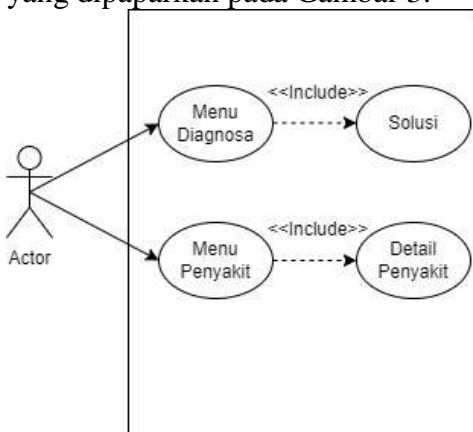 yang dipaparkan pada Gambar 3.
<<Include>>
Menu
Diagnosa
Solusi
Actor
<<Include>>
Menu
Penyakit
Detail
Penyakit